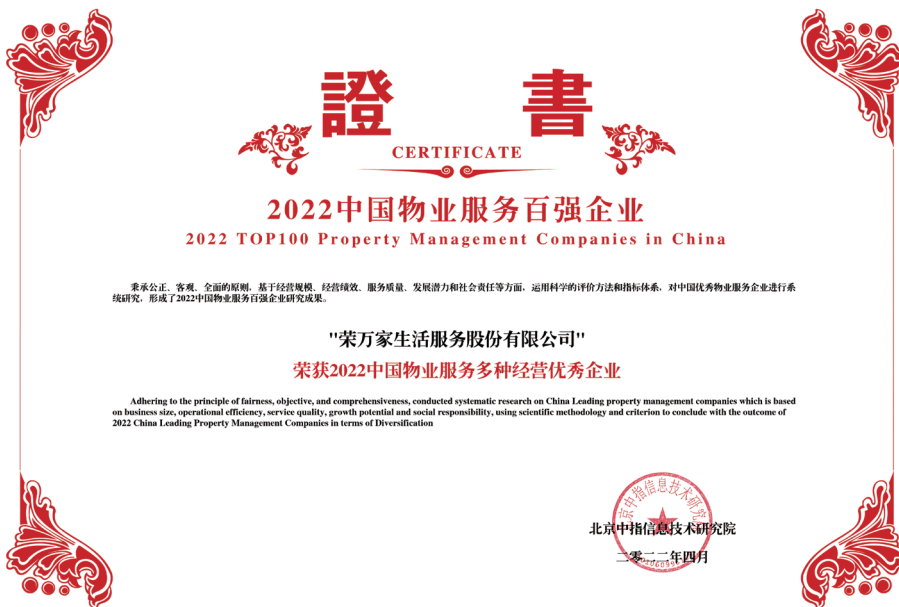 證 書
CERTIFICATE
2022中国物业服务百强企业
2022 TOP100 Property Management Companies in China
秉承公正、客观、全面的原则，基于经营规模、经营绩效、服务质量、发展潜力和社会责任等方面，运用科学的评价方法和指标体系，对中国优秀物业服务企业进行系
统研究，形成了2022中国物业服务百强企业研究成果。
"荣万家生活服务股份有限公司"
荣获2022中国物业服务多种经营优秀企业
Adhering to the principle of fairness, objective, and comprehensiveness, conducted systematic research on China Leading property management companies which is based
on business size, operational efficiency, service quality, growth potential and social responsibility, using scientific methodology and criterion to conclude with the outcome of
2022 China Leading Property Management Companies in terms of Diversification
京中指信息技术研究
北京中指信息技术研究院
二零二二年四月